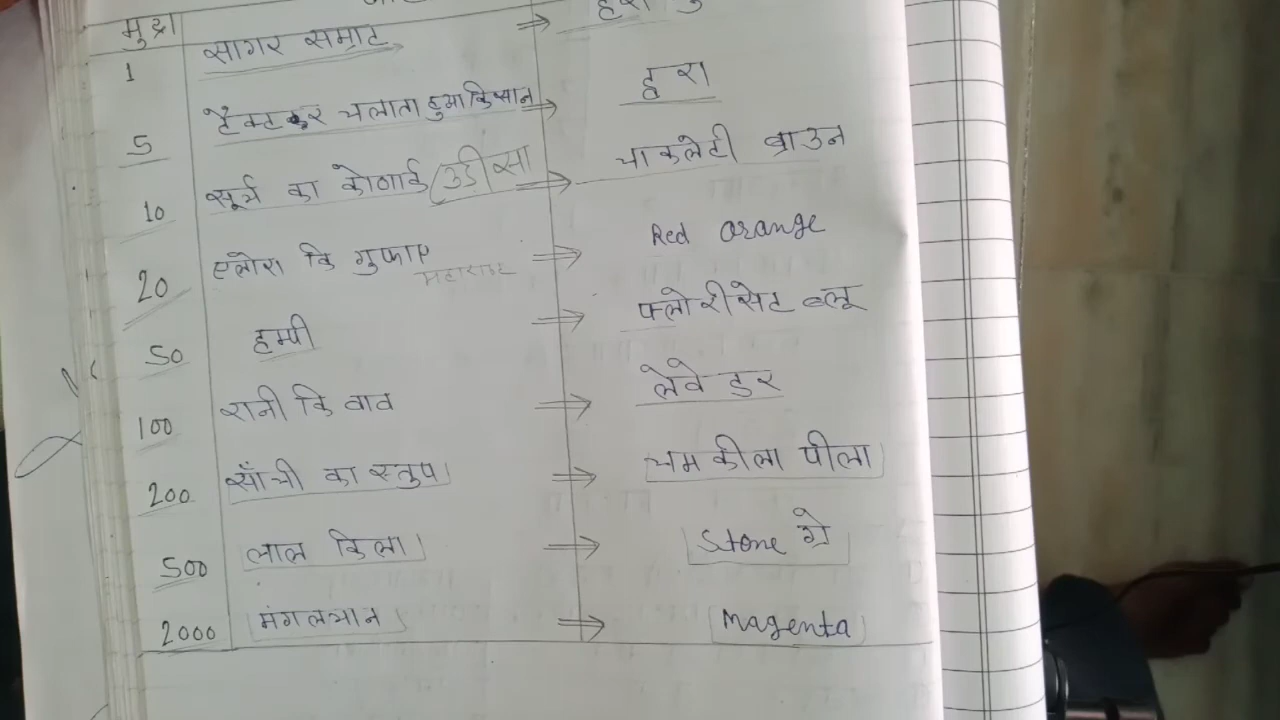 मुद्रा
1 सागर सम्राट ⇒ हरा
5 ट्रैक्टर चलाता हुआ किसान ⇒ हरा
10 सूर्य का कोणार्क / उडीसा ⇒ चाकलेटी ब्राउन
20 एलोरा कि गुफाए महाराष्ट ⇒ Red Orange
50 हम्पी ⇒ फ्लोरीसेट ब्लू
100 रानी कि वाव ⇒ लेवेडर
200 साँची का स्तुप ⇒ चमकीला पीला
500 लाल किला ⇒ Stone ग्रे
2000 मंगलयान ⇒ Magenta